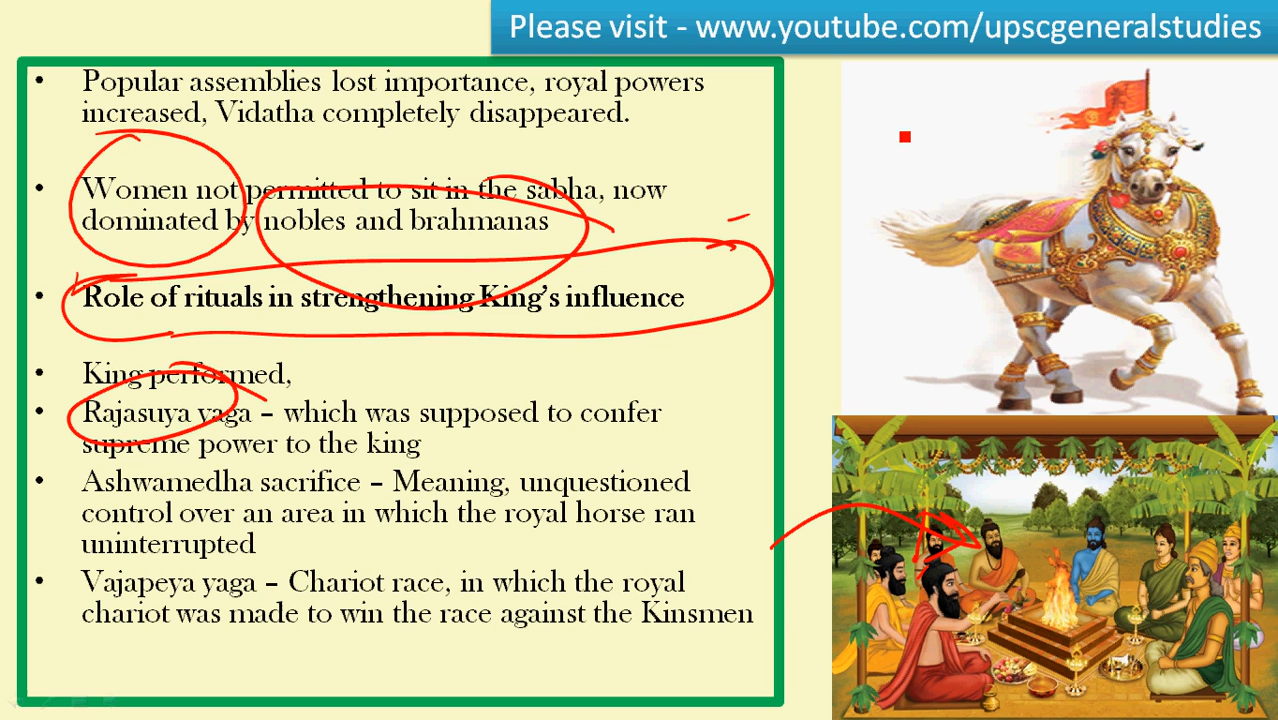 Please visit - www.youtube.com/upscgeneralstudies
• Popular assemblies lost importance, royal powers
increased, Vidatha completely disappeared.
• Women not permitted to sit in the sabha, now
dominated by nobles and brahmanas
• Role of rituals in strengthening King's influence
• King performed,
• Rajasuya yaga – which was supposed to confer
supreme power to the king
• Ashwamedha sacrifice – Meaning, unquestioned
control over an area in which the royal horse ran
uninterrupted
• Vajapeya yaga – Chariot race, in which the royal
chariot was made to win the race against the Kinsmen